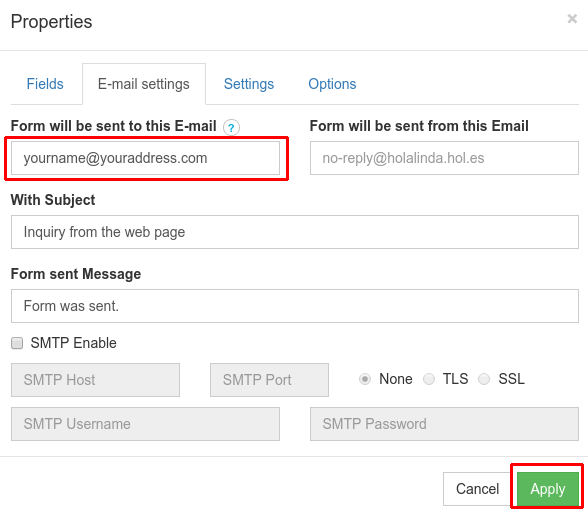 Properties ×
Fields E-mail settings Settings Options
Form will be sent to this E-mail ? Form will be sent from this Email
yourname@youraddress.com no-reply@holalinda.hol.es
With Subject
Inquiry from the web page
Form sent Message
Form was sent.
SMTP Enable
SMTP Host SMTP Port None TLS SSL
SMTP Username SMTP Password
Cancel Apply